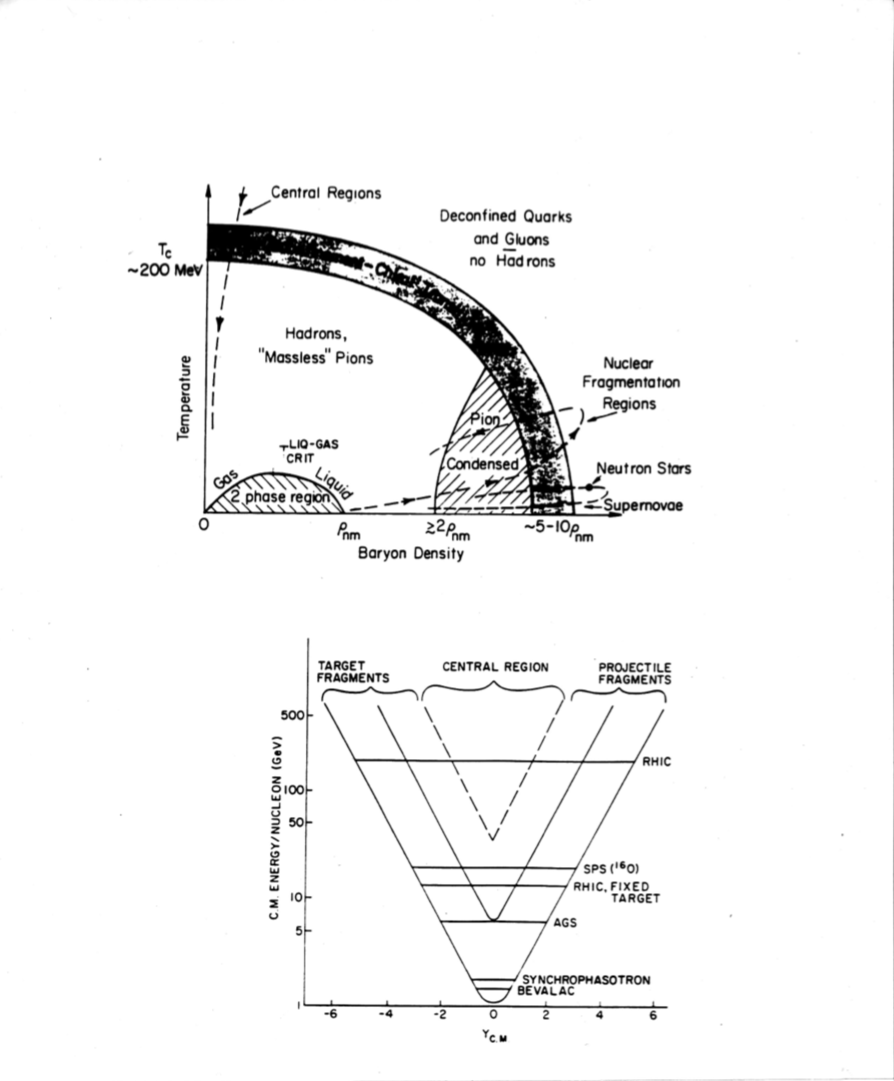 Central Regions
Deconfined Quarks
and Gluons
no Hadrons
Tc
~200 MeV
Hadrons,
"Massless" Pions
Temperature
Nuclear
Fragmentation
Regions
Pion
T LIQ-GAS
CRIT
Condensed
Gas
Liquid
2 phase region
Neutron Stars
Supernovae
0
ρnm
≳2ρnm
~5-10ρnm
Baryon Density
TARGET
FRAGMENTS
CENTRAL REGION
PROJECTILE
FRAGMENTS
C.M. ENERGY/NUCLEON (GeV)
500
RHIC
100
50
SPS (¹⁶O)
RHIC, FIXED
TARGET
10
AGS
5
SYNCHROPHASOTRON
BEVALAC
1
-6 -4 -2 0 2 4 6
Y C.M